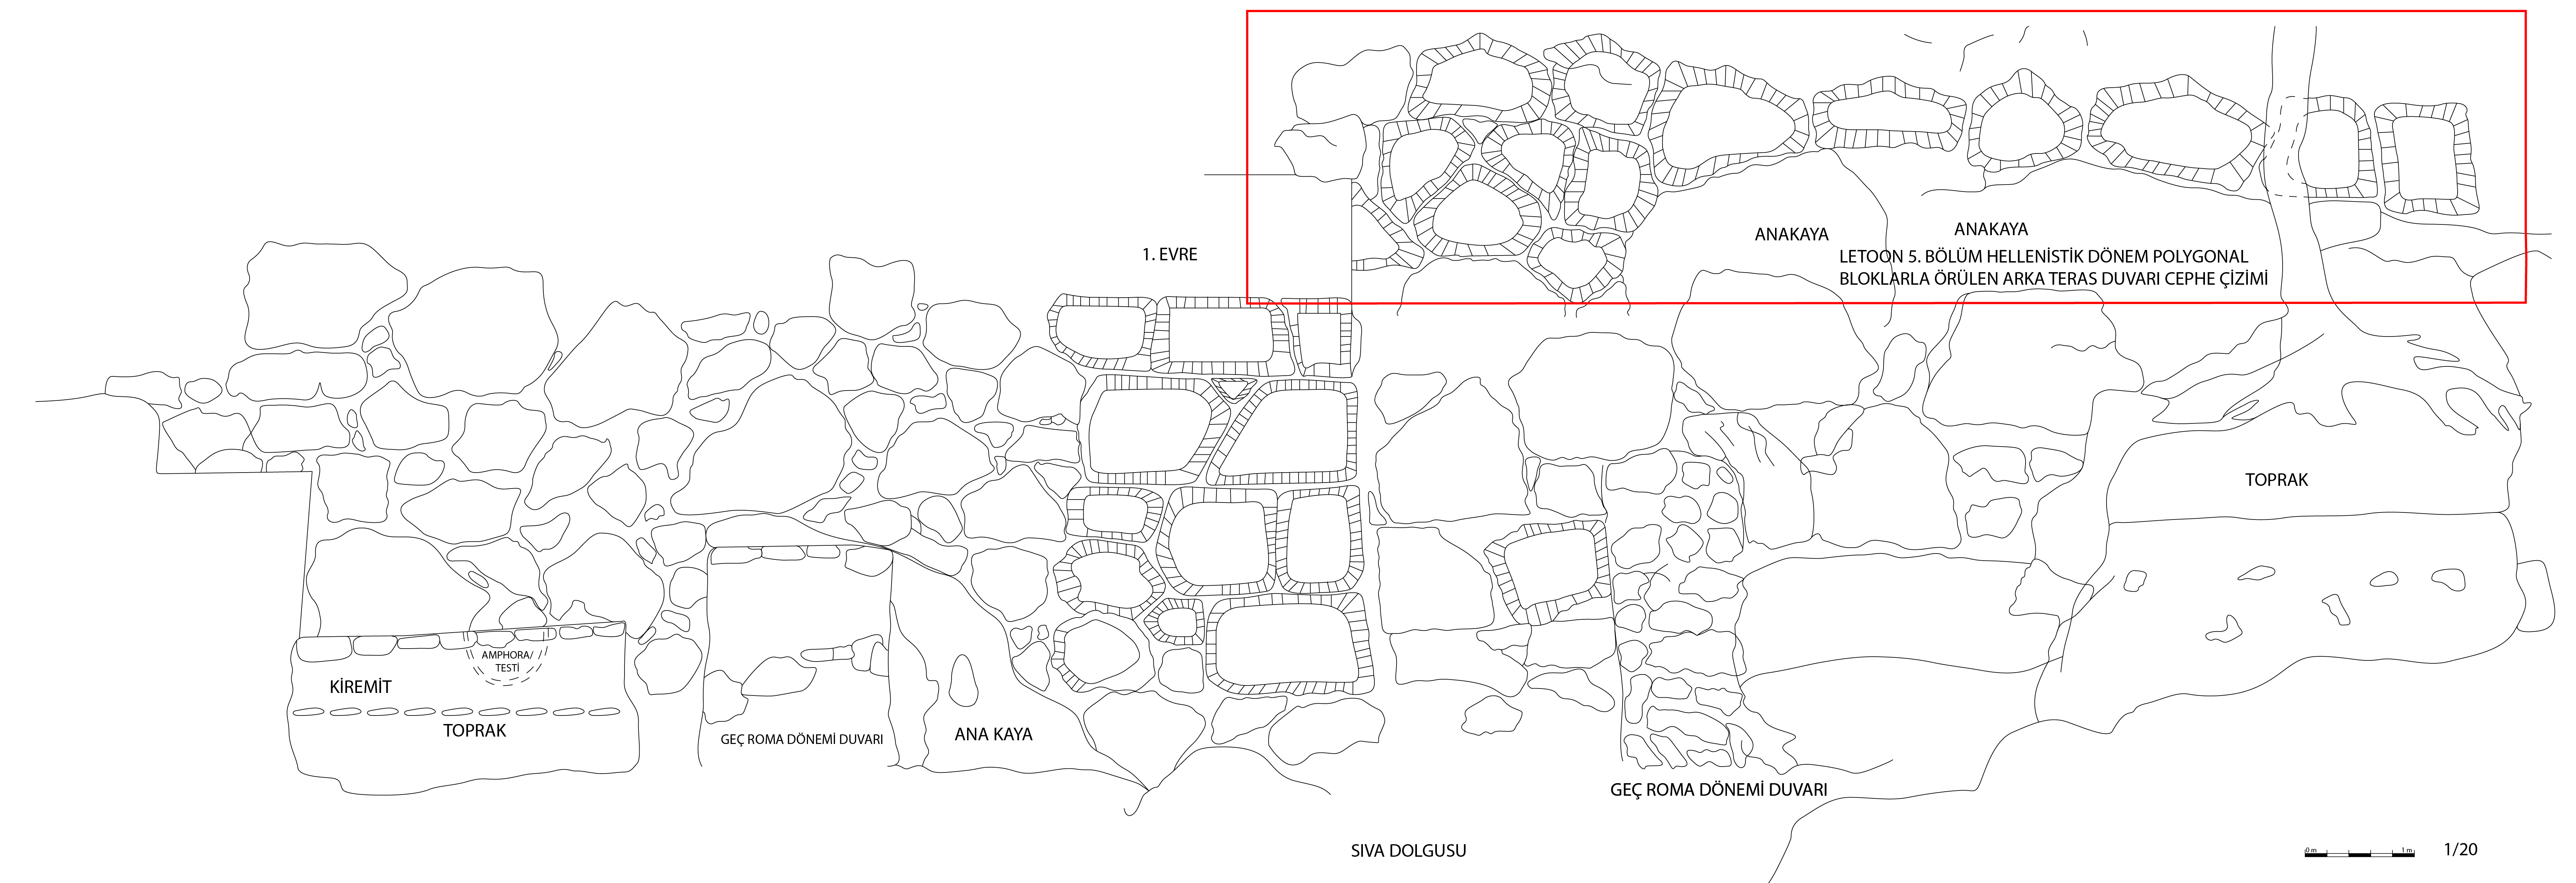 1. EVRE
ANAKAYA
ANAKAYA
LETOON 5. BÖLÜM HELLENİSTİK DÖNEM POLYGONAL
BLOKLARLA ÖRÜLEN ARKA TERAS DUVARI CEPHE ÇİZİMİ
TOPRAK
AMPHORA/
TESTİ
KİREMİT
TOPRAK
GEÇ ROMA DÖNEMİ DUVARI
ANA KAYA
GEÇ ROMA DÖNEMİ DUVARI
SIVA DOLGUSU
0 m 1 m
1/20